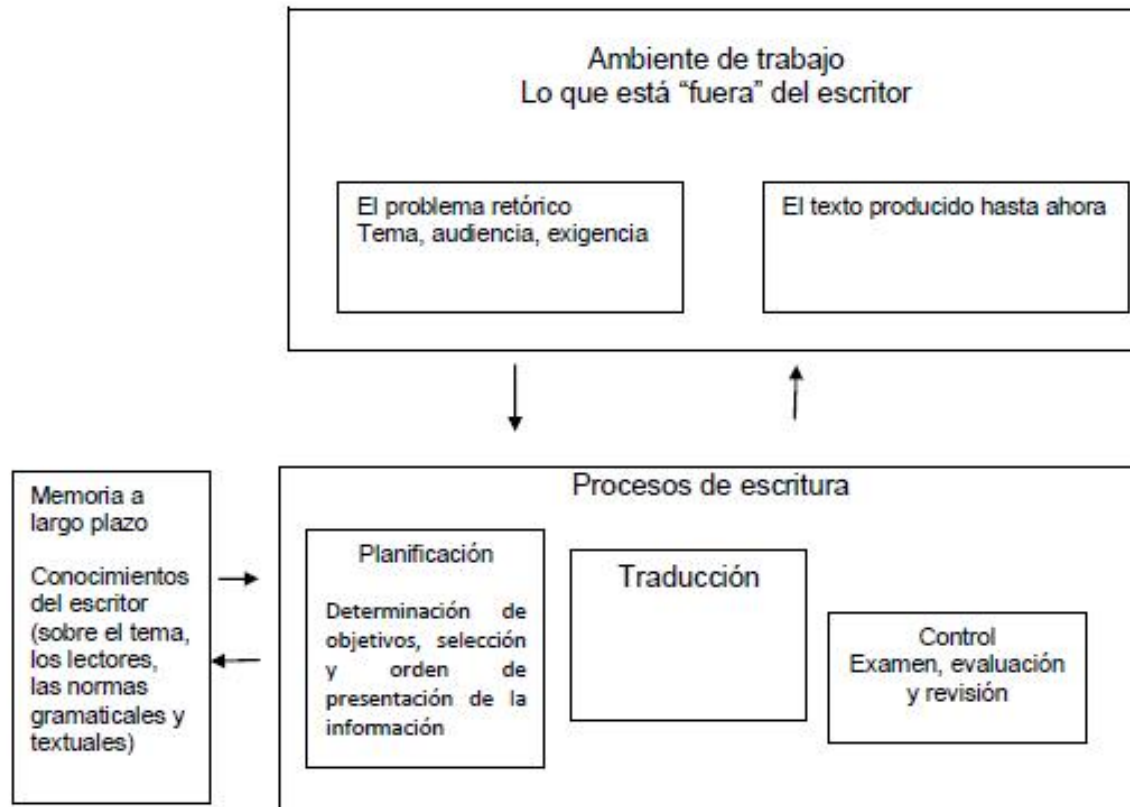 Ambiente de trabajo
Lo que está “fuera” del escritor
El problema retórico
Tema, audiencia, exigencia
El texto producido hasta ahora
Memoria a
largo plazo
Conocimientos
del escritor
(sobre el tema,
los lectores,
las normas
gramaticales y
textuales)
Procesos de escritura
Planificación
Determinación de
objetivos, selección
y orden de
presentación de la
información
Traducción
Control
Examen, evaluación
y revisión